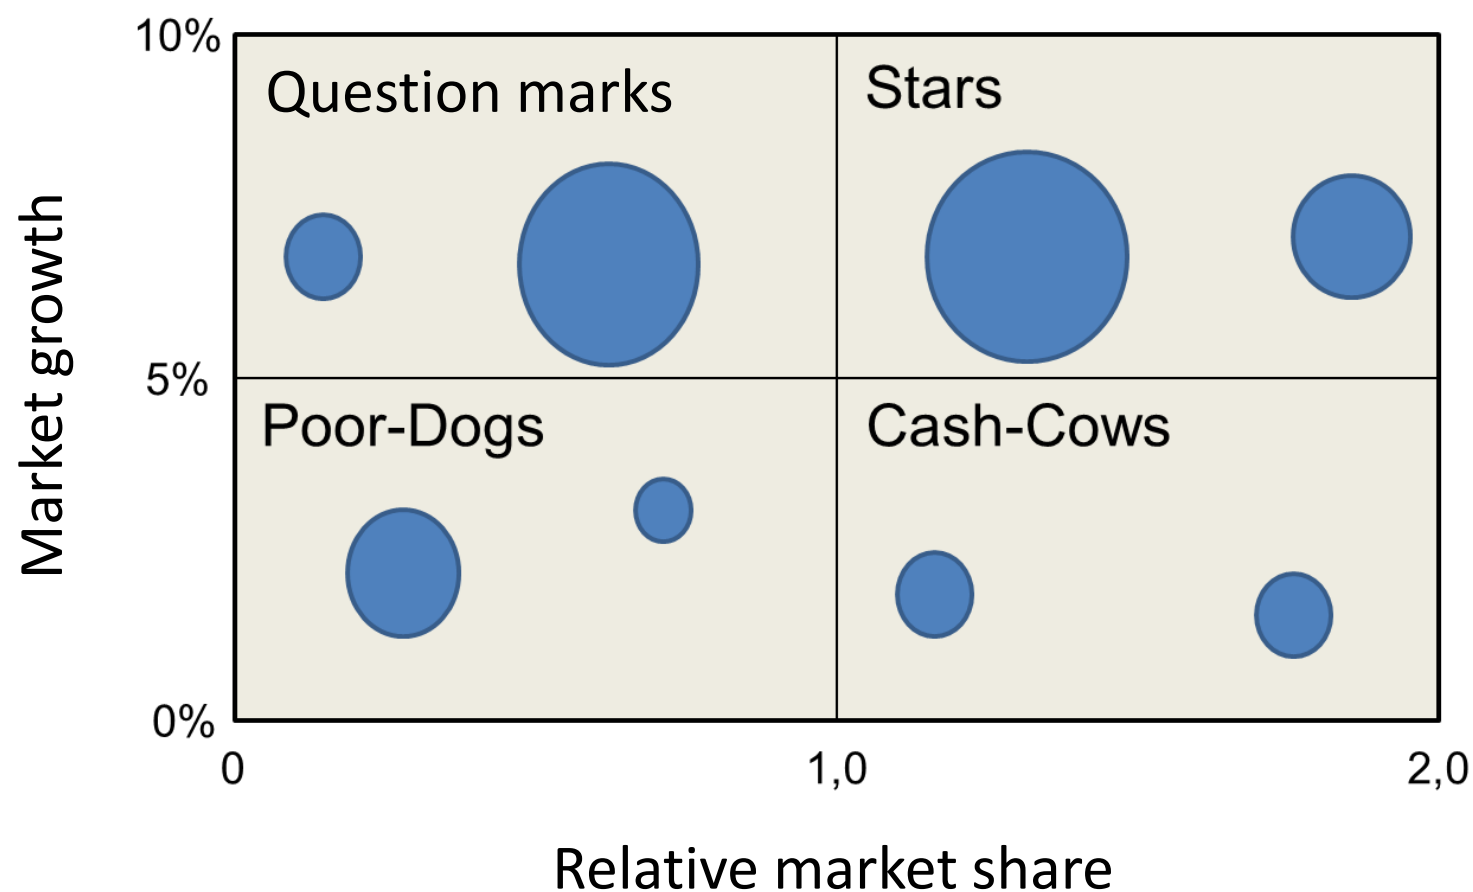 10%
Question marks
Stars
Market growth
5%
Poor-Dogs
Cash-Cows
0%
0
1,0
2,0
Relative market share